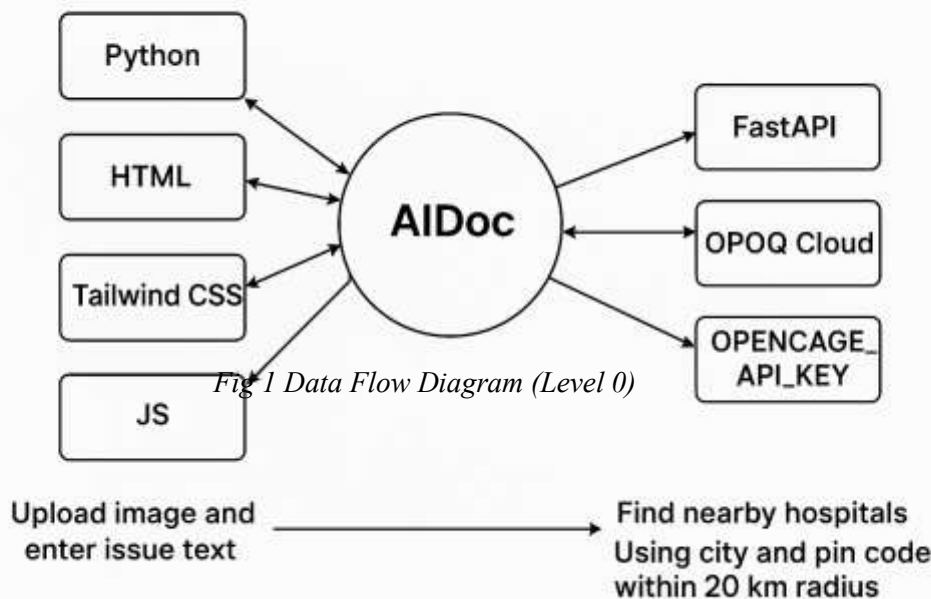 Python
HTML
Tailwind CSS
JS
AIDoc
FastAPI
OPOQ Cloud
OPENCAGE_
API_KEY
Fig 1 Data Flow Diagram (Level 0)
Upload image and
enter issue text
Find nearby hospitals
Using city and pin code
within 20 km radius